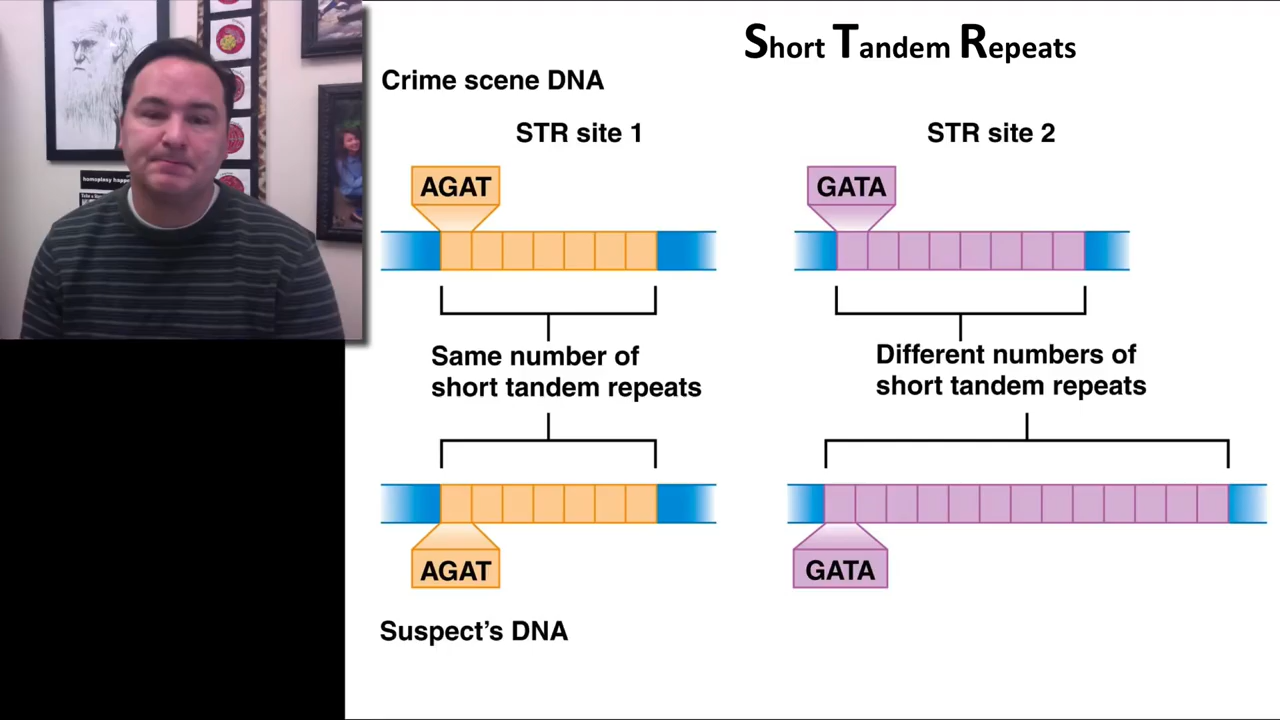 Short Tandem Repeats
Crime scene DNA
STR site 1
STR site 2
AGAT
GATA
Same number of
short tandem repeats
Different numbers of
short tandem repeats
AGAT
GATA
Suspect's DNA